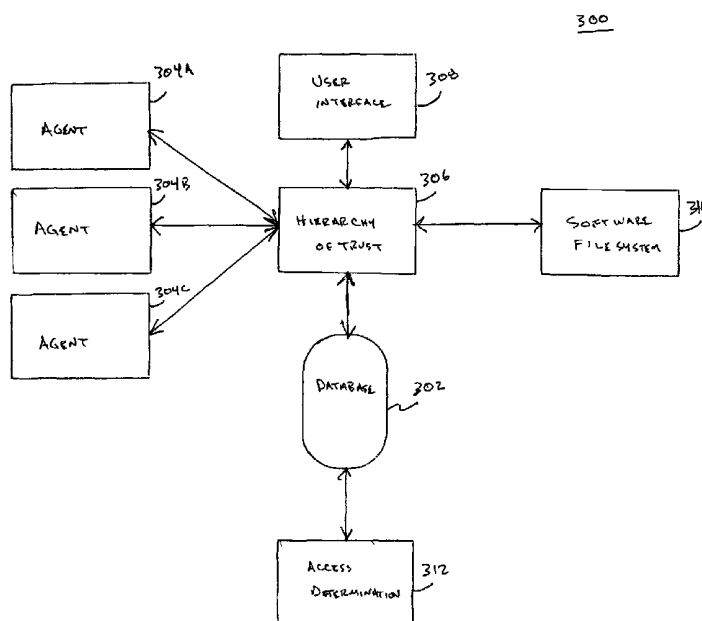 300
304A
AGENT
304B
AGENT
304C
AGENT
USER
INTERFACE
308
306
HIERARCHY
OF TRUST
SOFTWARE
FILE SYSTEM
DATABASE
302
ACCESS
DETERMINATION
312